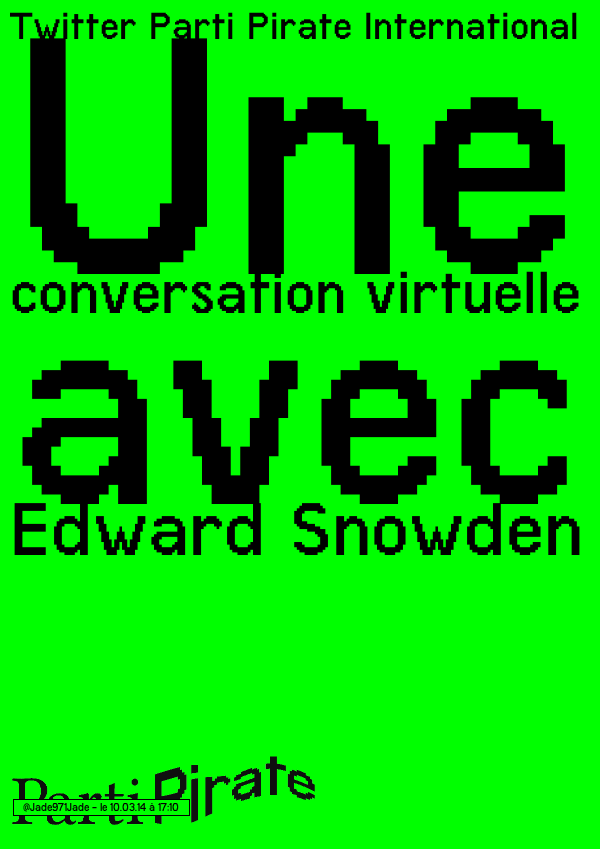 Twitter Parti Pirate International
Une
conversation virtuelle
avec
Edward Snowden
Parti Pirate
@Jade971Jade - le 10.03.14 à 17:10